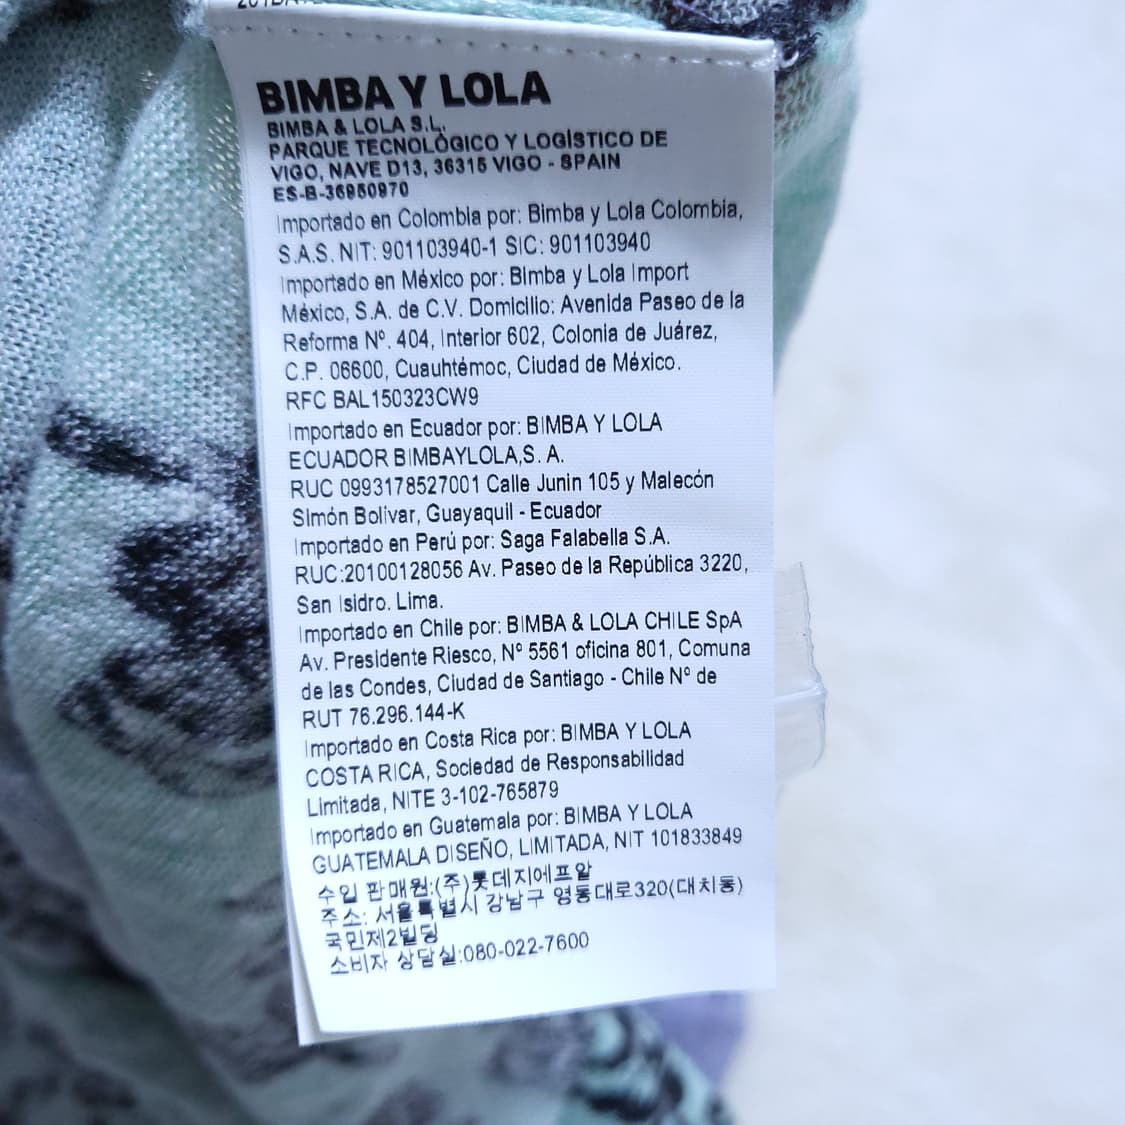 BIMBA Y LOLA
BIMBA & LOLA S.L.
PARQUE TECNOLÓGICO Y LOGÍSTICO DE
VIGO, NAVE D13, 36315 VIGO - SPAIN
ES-B-36950970
Importado en Colombia por: Bimba y Lola Colombia,
S.A.S. NIT: 901103940-1 SIC: 901103940
Importado en México por: Bimba y Lola Import
México, S.A. de C.V. Domicilio: Avenida Paseo de la
Reforma Nº. 404, Interior 602, Colonia de Juárez,
C.P. 06600, Cuauhtémoc, Ciudad de México.
RFC BAL150323CW9
Importado en Ecuador por: BIMBA Y LOLA
ECUADOR BIMBAYLOLA,S. A.
RUC 0993178527001 Calle Junin 105 y Malecón
Simón Bolívar, Guayaquil - Ecuador
Importado en Perú por: Saga Falabella S.A.
RUC:20100128056 Av. Paseo de la República 3220,
San Isidro. Lima.
Importado en Chile por: BIMBA & LOLA CHILE SpA
Av. Presidente Riesco, Nº 5561 oficina 801, Comuna
de las Condes, Ciudad de Santiago - Chile Nº de
RUT 76.296.144-K
Importado en Costa Rica por: BIMBA Y LOLA
COSTA RICA, Sociedad de Responsabilidad
Limitada, NITE 3-102-765879
Importado en Guatemala por: BIMBA Y LOLA
GUATEMALA DISEÑO, LIMITADA, NIT 101833849
수입 판매원:(주)롯데지에프알
주소: 서울특별시 강남구 영동대로320(대치동)
국민제2빌딩
소비자 상담실:080-022-7600